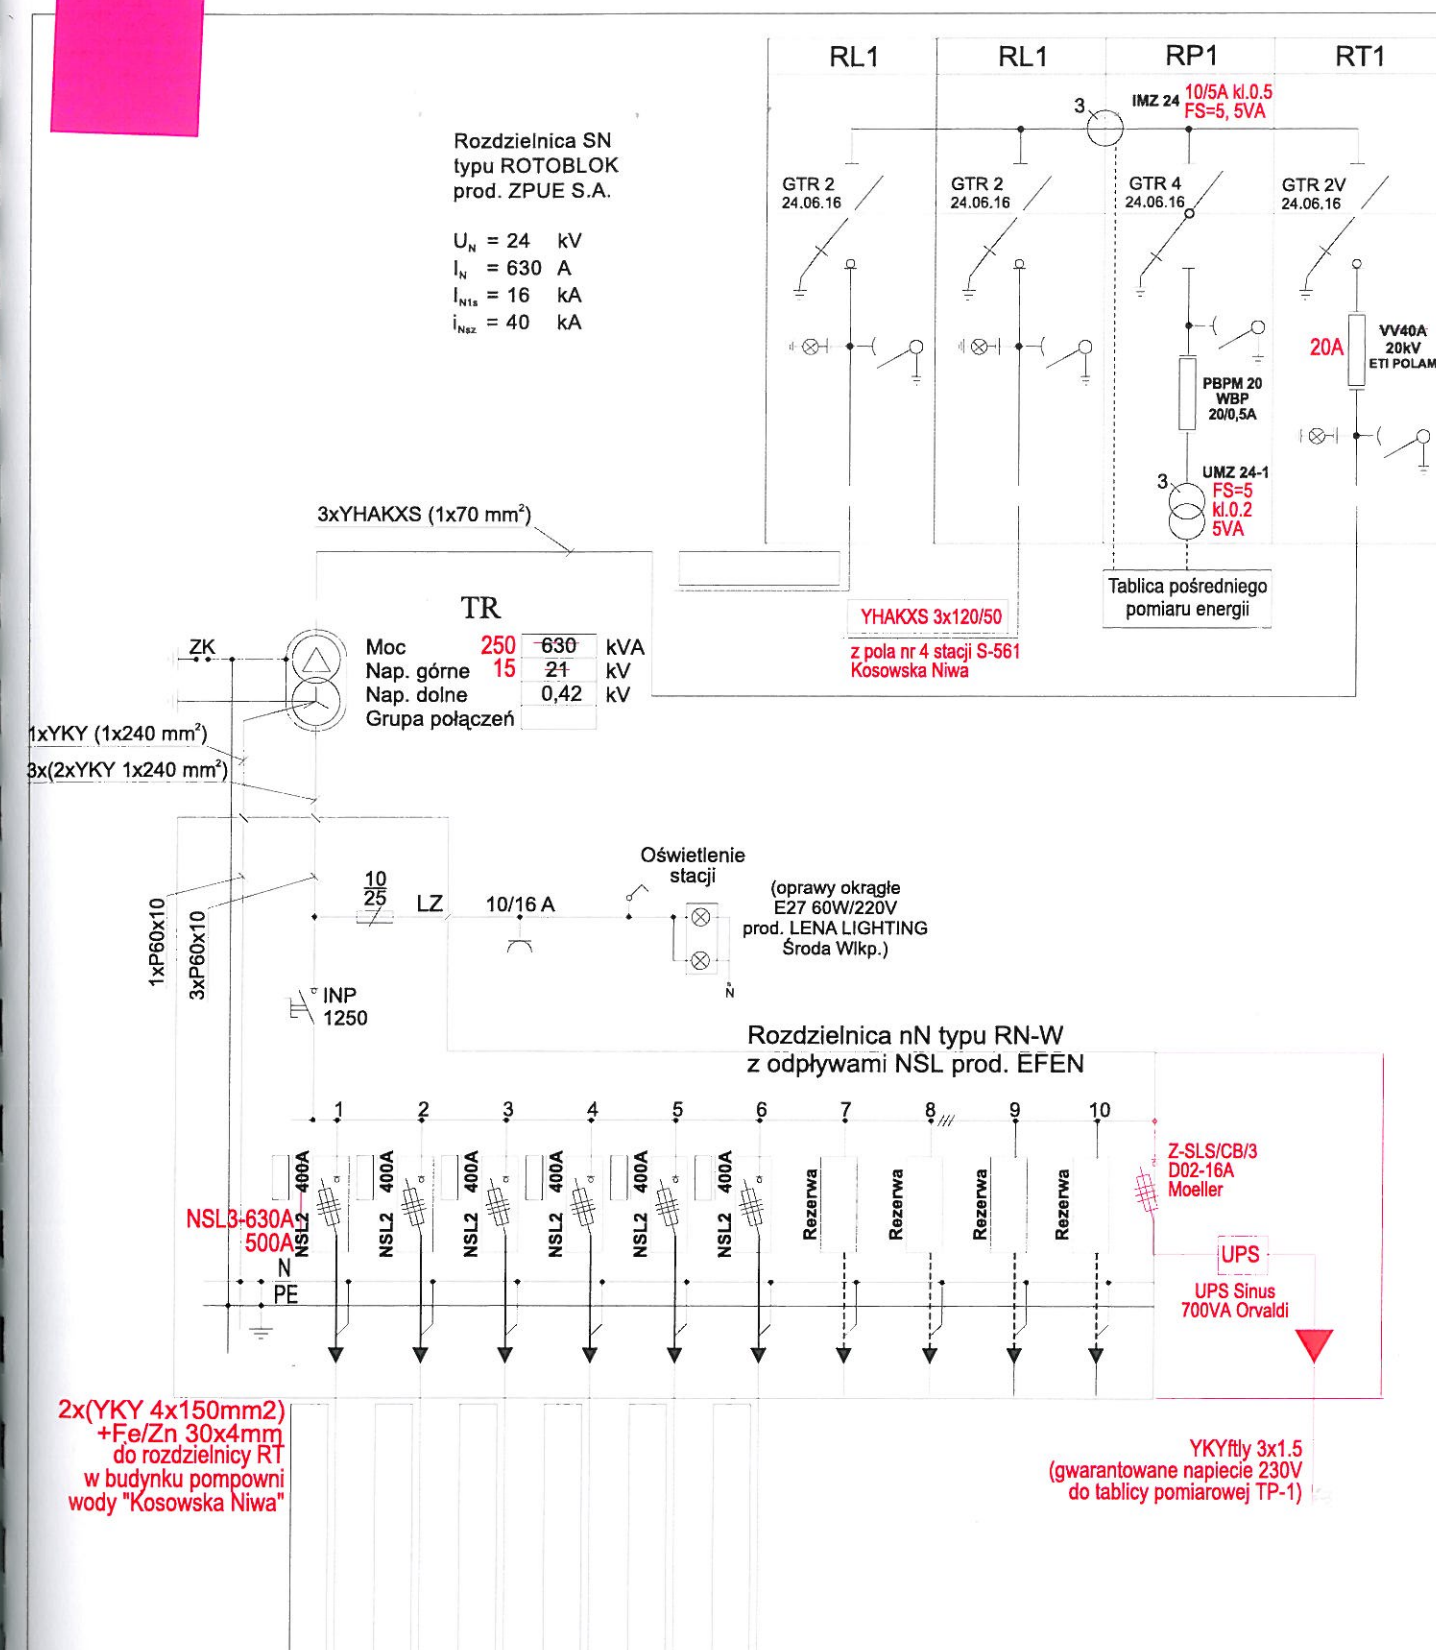 RL1
RL1
RP1
RT1
3
IMZ 24
10/5A kl.0.5
FS=5, 5VA
Rozdzielnica SN
typu ROTOBLOK
prod. ZPUE S.A.
U_N = 24 kV
I_N = 630 A
I_N1s = 16 kA
i_Nsz = 40 kA
GTR 2
24.06.16
GTR 2
24.06.16
GTR 4
24.06.16
GTR 2V
24.06.16
20A
VV40A
20kV
ETI POLAM
PBPM 20
WBP
20/0,5A
3
UMZ 24-1
FS=5
kl.0.2
5VA
3xYHAKXS (1x70 mm²)
Tablica pośredniego
pomiaru energii
YHAKXS 3x120/50
z pola nr 4 stacji S-561
Kosowska Niwa
TR
ZK
Moc 250 630 kVA
Nap. górne 15 21 kV
Nap. dolne 0,42 kV
Grupa połączeń
1xYKY (1x240 mm²)
3x(2xYKY 1x240 mm²)
1xP60x10
3xP60x10
10
25
LZ
10/16 A
Oświetlenie
stacji
(oprawy okrągłe
E27 60W/220V
prod. LENA LIGHTING
Środa Wlkp.)
N
INP
1250
Rozdzielnica nN typu RN-W
z odpływami NSL prod. EFEN
1 2 3 4 5 6 7 8 9 10
NSL2 400A
NSL2 400A
NSL2 400A
NSL2 400A
NSL2 400A
NSL2 400A
Rezerwa
Rezerwa
Rezerwa
Rezerwa
Z-SLS/CB/3
D02-16A
Moeller
NSL3-630A
500A
N
PE
UPS
UPS Sinus
700VA Orvaldi
2x(YKY 4x150mm2)
+Fe/Zn 30x4mm
do rozdzielnicy RT
w budynku pompowni
wody "Kosowska Niwa"
YKYftly 3x1.5
(gwarantowane napiecie 230V
do tablicy pomiarowej TP-1)